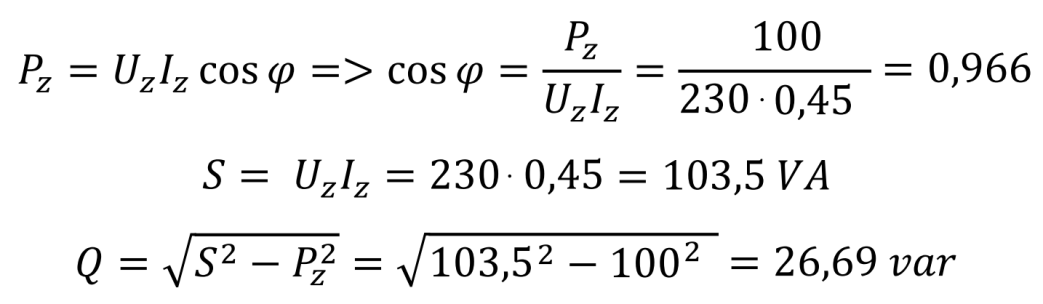 P_z = U_z I_z cos φ => cos φ = P_z / (U_z I_z) = 100 / (230 · 0,45) = 0,966
S = U_z I_z = 230 · 0,45 = 103,5 VA
Q = √(S² − P_z²) = √(103,5² − 100²) = 26,69 var